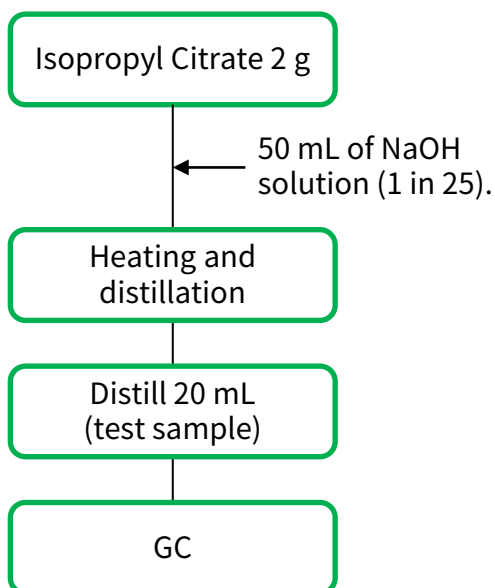 Isopropyl Citrate 2 g
50 mL of NaOH
solution (1 in 25).
Heating and
distillation
Distill 20 mL
(test sample)
GC